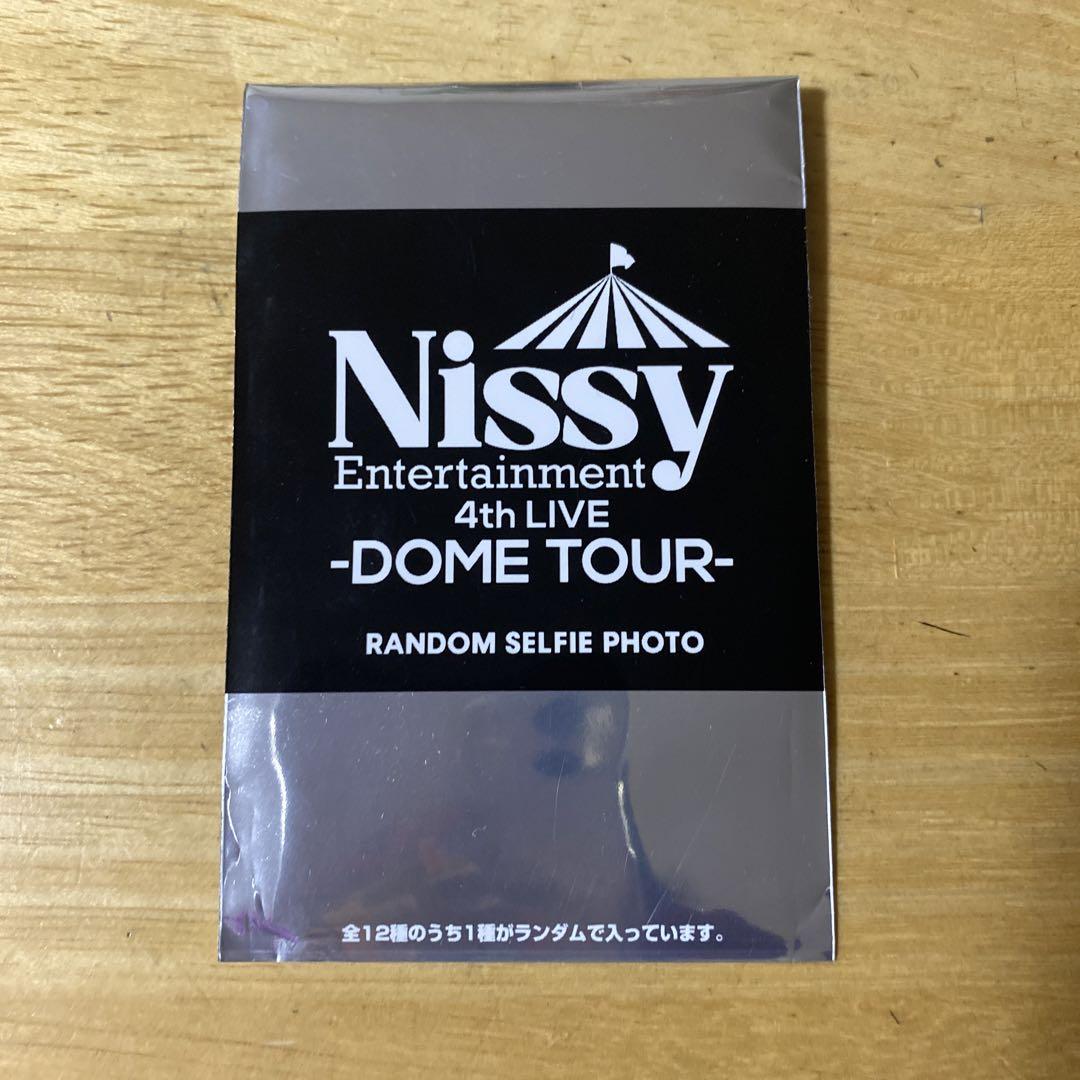 Nissy
Entertainment
4th LIVE
-DOME TOUR-
RANDOM SELFIE PHOTO
全12種のうち1種がランダムで入っています。